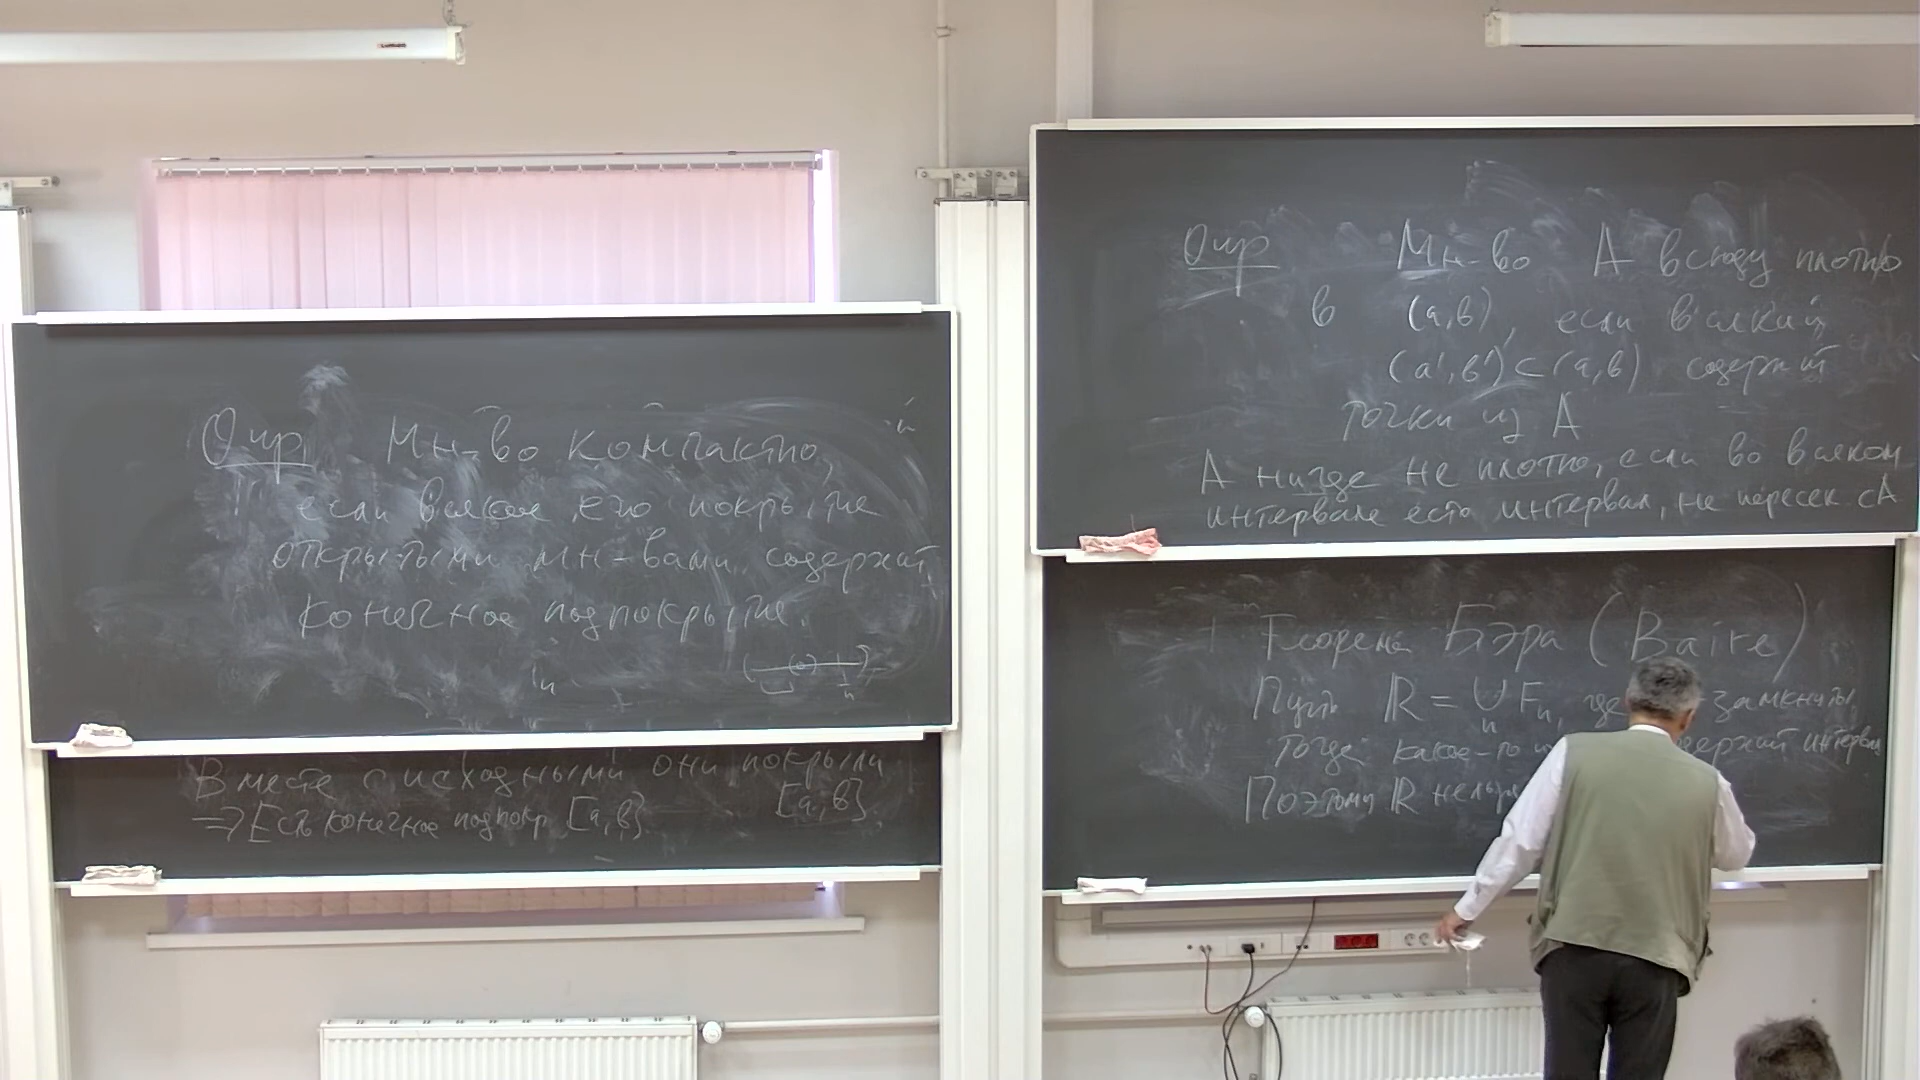 Опр Мн-во компактно,
если всякое его покрытие
открытыми мн-вами содержит
конечное подпокрытие.
Вместе с исходными они покрыли
[a,b].
⇒ Есть конечное подпокр. [a,b].
Опр Мн-во A всюду плотно
в (a,b), если всякий
(a',b')⊂(a,b) содержит
точки из A
A нигде не плотно, если во всяком
интервале есть интервал, не пересек с A
Теорема Бэра (Baire)
Пусть ℝ = ∪ Fn, где замкнуты.
n
Тогда какое-то интервал
Поэтому ℝ нельзя